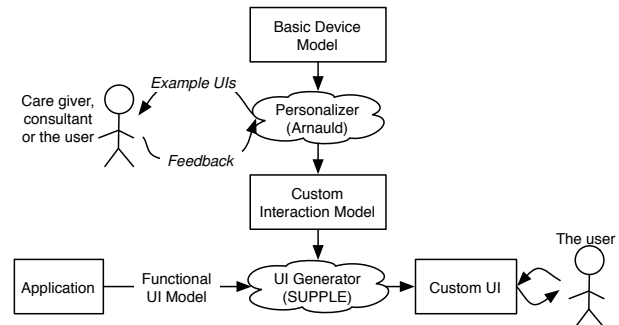 Basic Device
Model
Example UIs
Care giver,
consultant
or the user
Personalizer
(Arnauld)
Feedback
Custom
Interaction Model
The user
Application
Functional
UI Model
UI Generator
(SUPPLE)
Custom UI